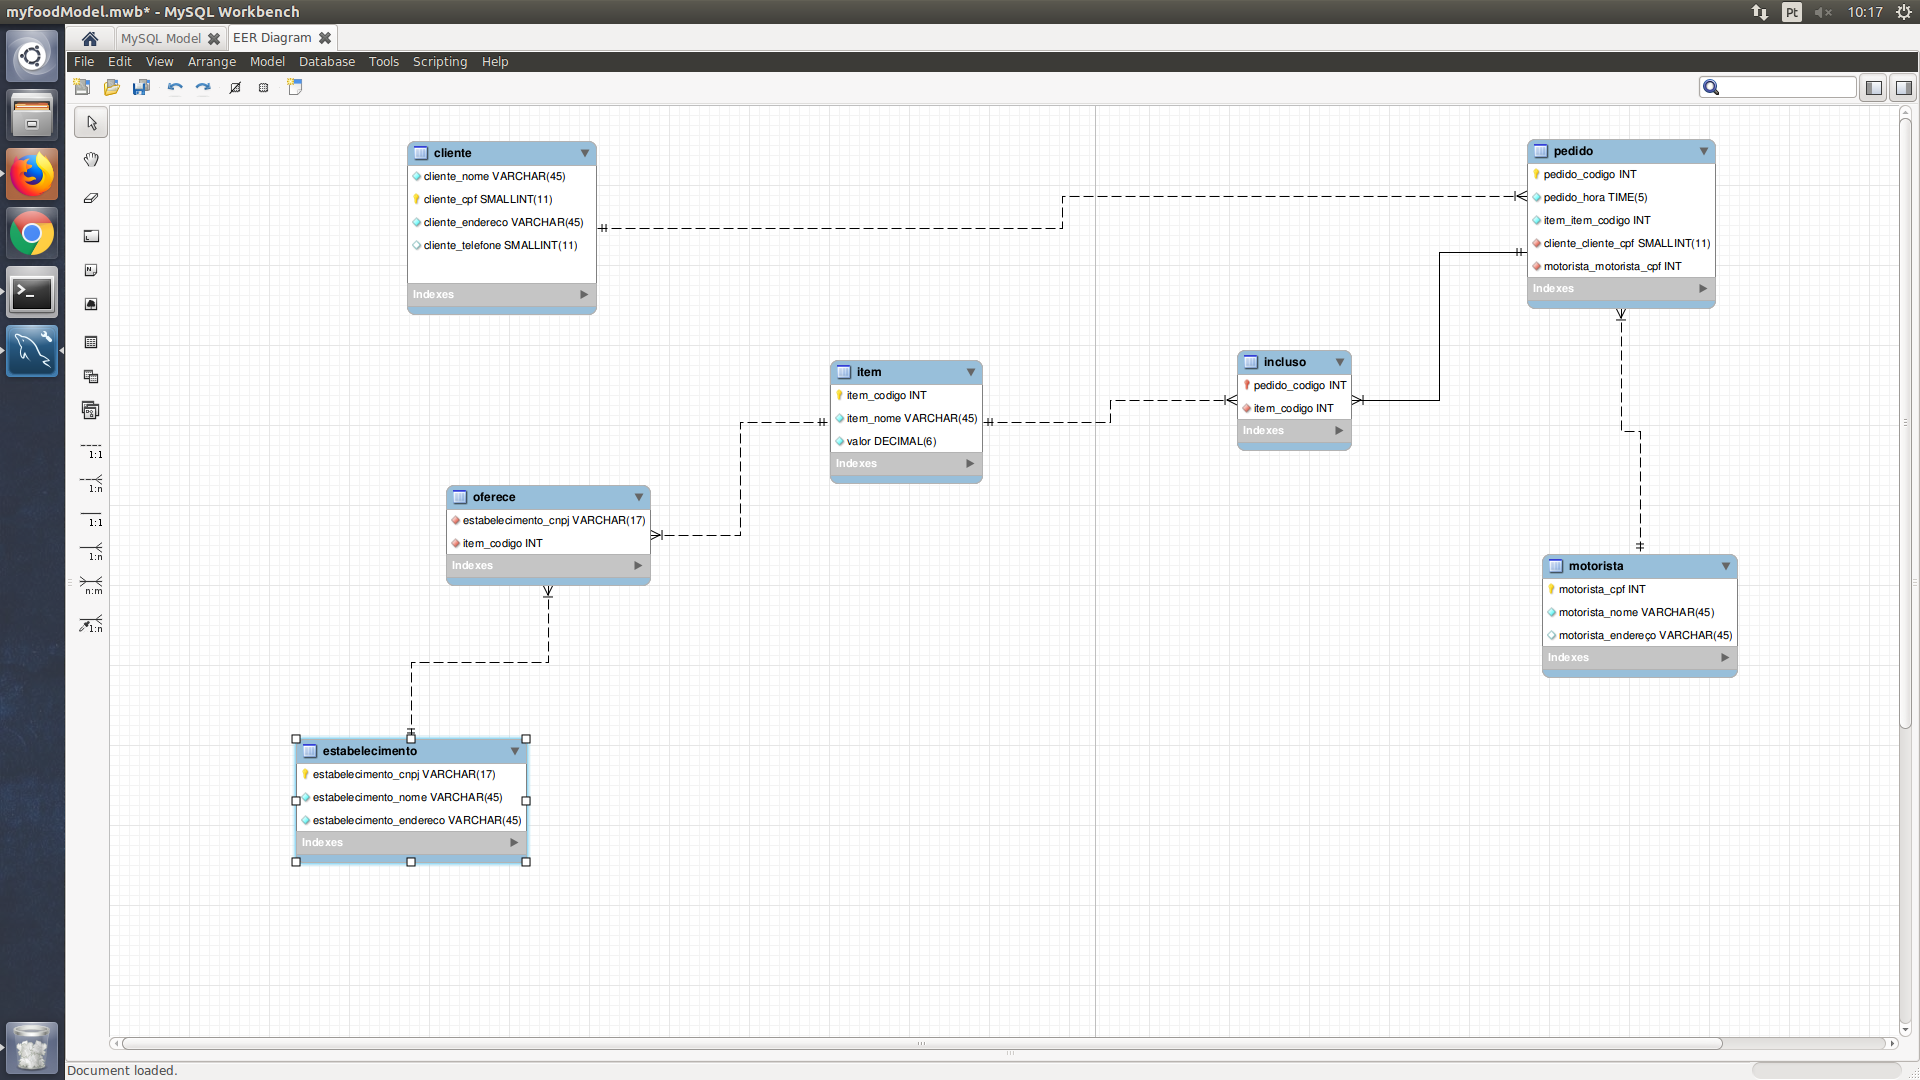 myfoodModel.mwb* - MySQL Workbench
Pt
10:17
MySQL Model
EER Diagram
File Edit View Arrange Model Database Tools Scripting Help
cliente
cliente_nome VARCHAR(45)
cliente_cpf SMALLINT(11)
cliente_endereco VARCHAR(45)
cliente_telefone SMALLINT(11)
Indexes
pedido
pedido_codigo INT
pedido_hora TIME(5)
item_item_codigo INT
cliente_cliente_cpf SMALLINT(11)
motorista_motorista_cpf INT
Indexes
item
item_codigo INT
item_nome VARCHAR(45)
valor DECIMAL(6)
Indexes
incluso
pedido_codigo INT
item_codigo INT
Indexes
oferece
estabelecimento_cnpj VARCHAR(17)
item_codigo INT
Indexes
motorista
motorista_cpf INT
motorista_nome VARCHAR(45)
motorista_endereço VARCHAR(45)
Indexes
estabelecimento
estabelecimento_cnpj VARCHAR(17)
estabelecimento_nome VARCHAR(45)
estabelecimento_endereco VARCHAR(45)
Indexes
1:1
1:n
1:1
1:n
n:m
1:n
Document loaded.